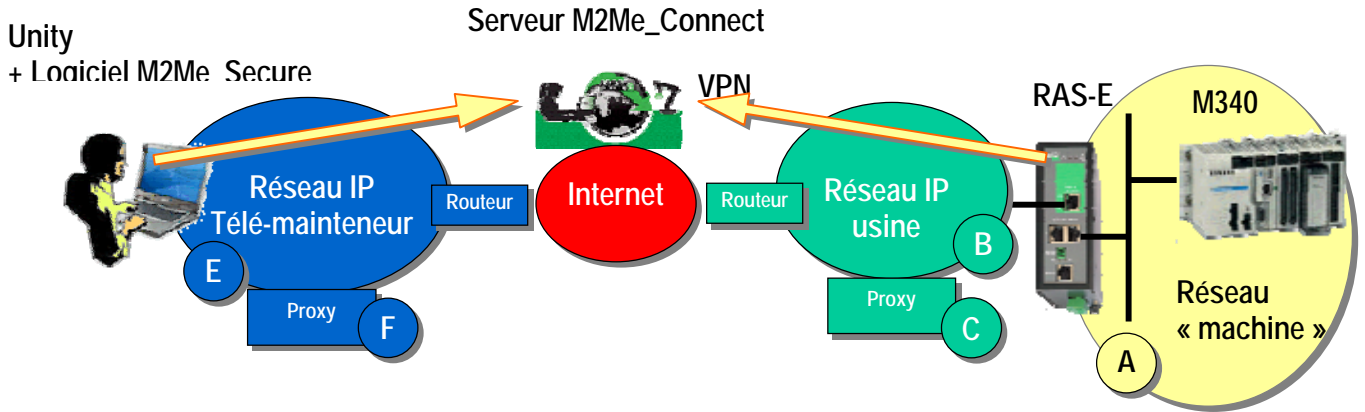 Serveur M2Me_Connect
Unity
+ Logiciel M2Me_Secure
VPN
RAS-E
M340
Réseau IP
Télé-mainteneur
Routeur
Internet
Routeur
Réseau IP
usine
E
B
Proxy
F
Proxy
C
Réseau
« machine »
A